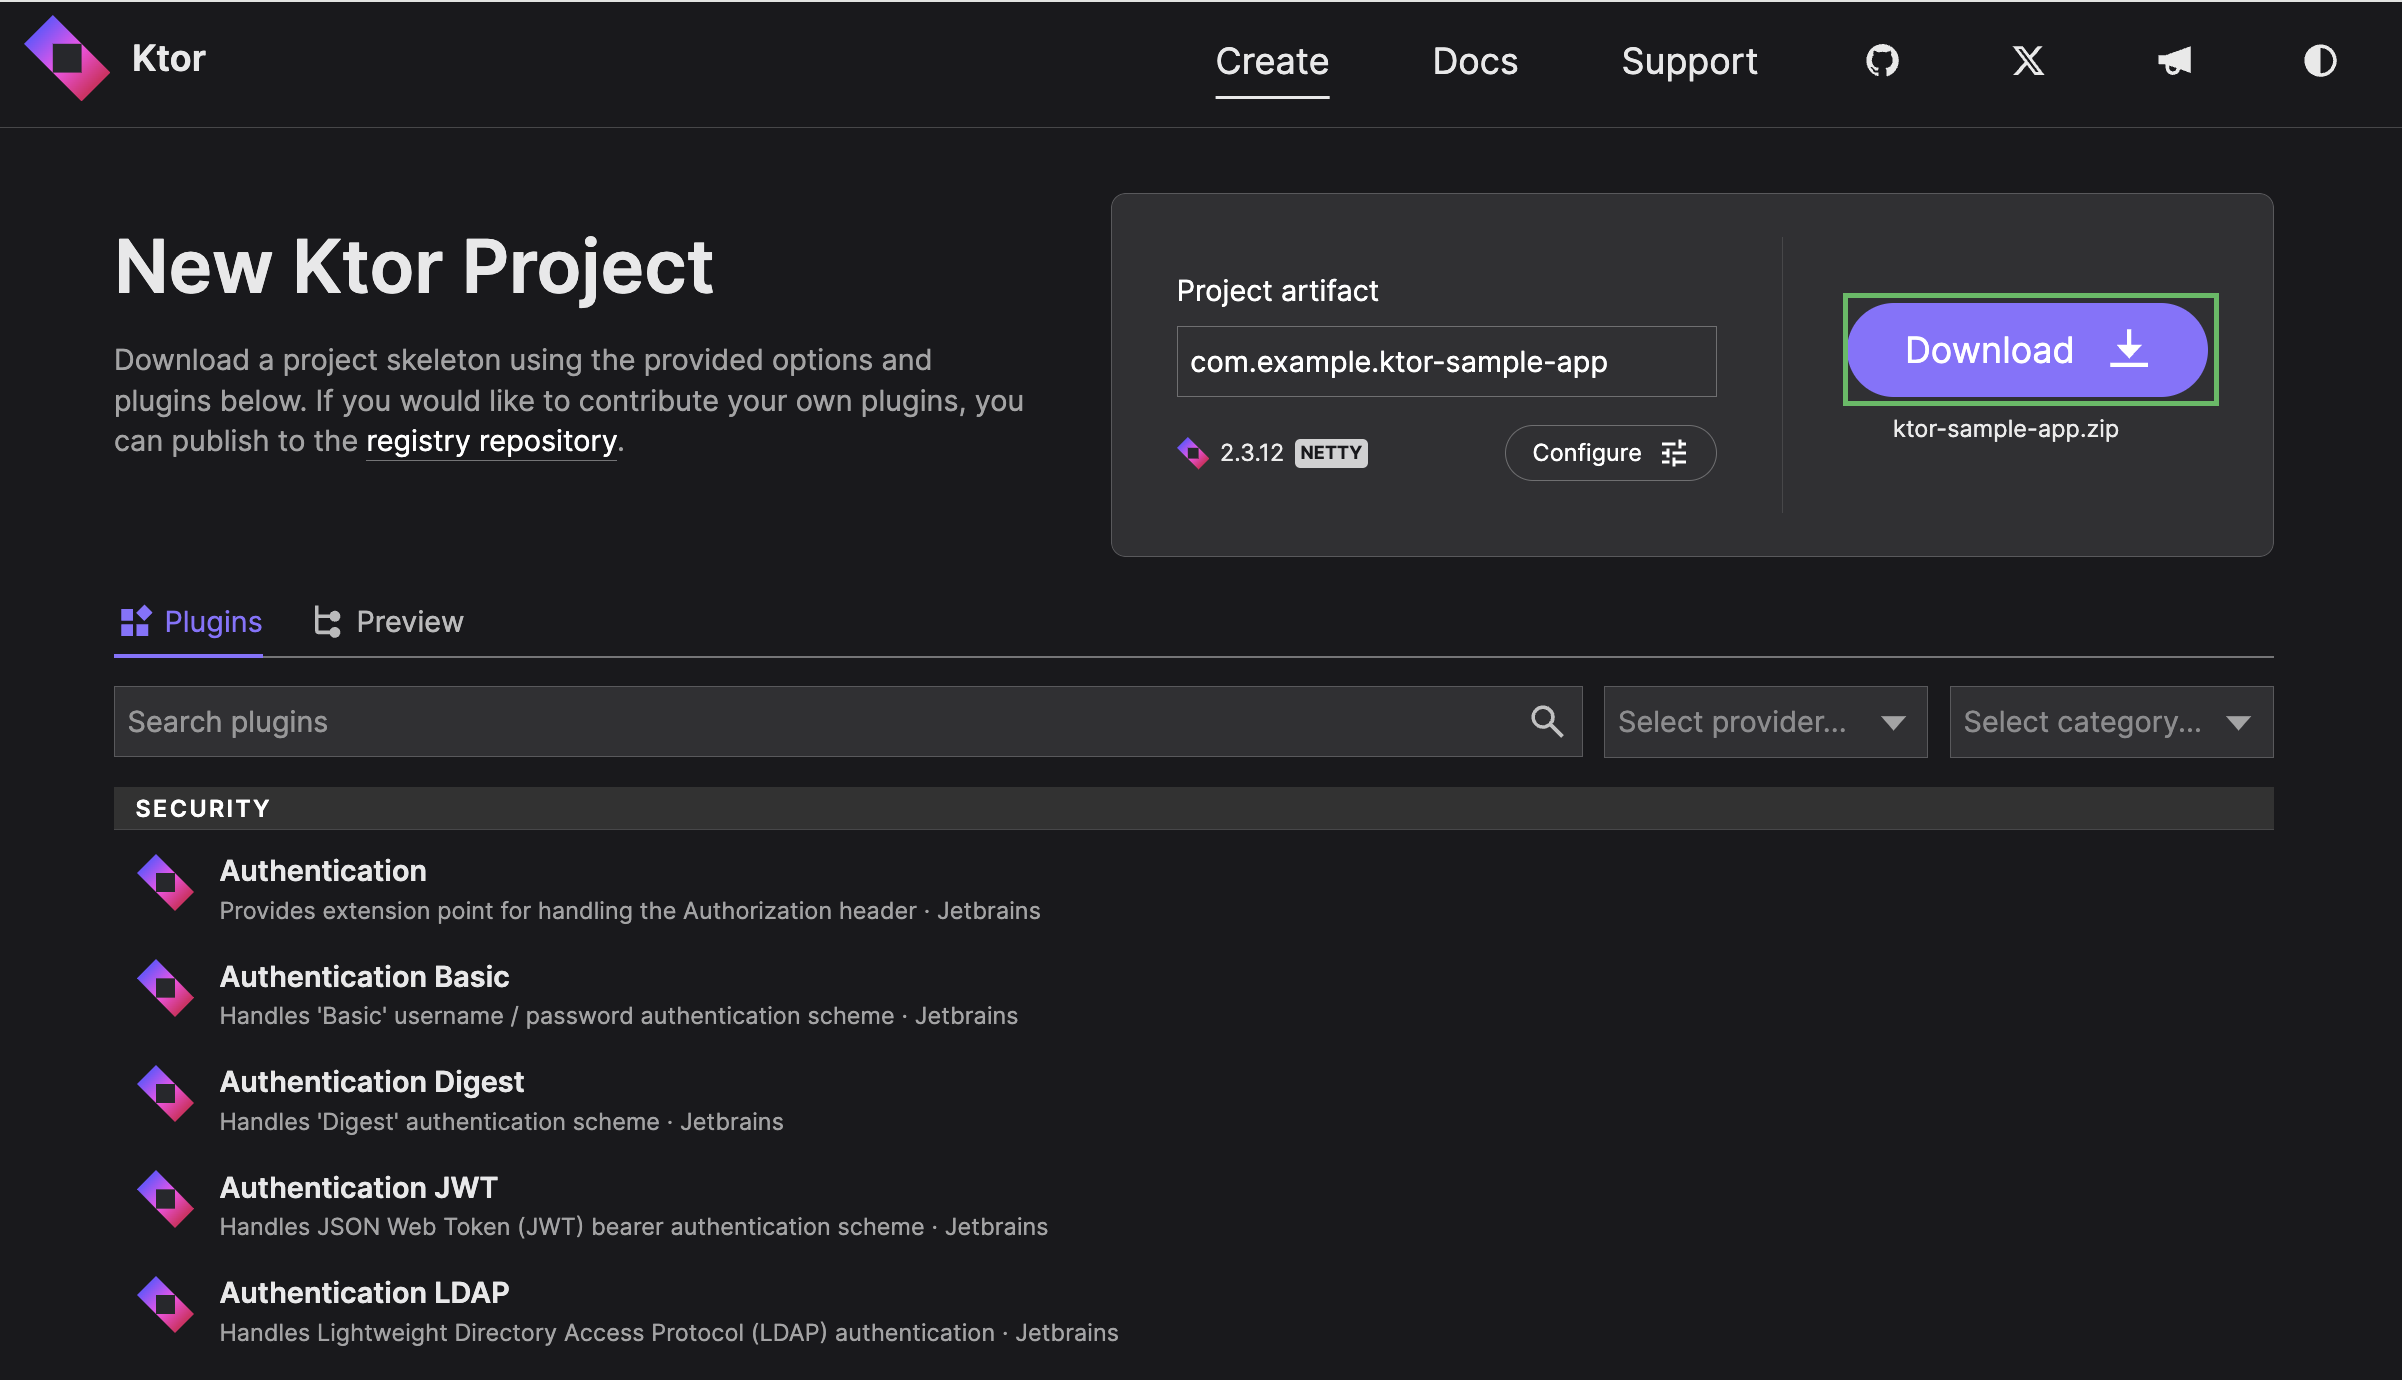 Ktor
Create
Docs
Support
New Ktor Project
Download a project skeleton using the provided options and
plugins below. If you would like to contribute your own plugins, you
can publish to the registry repository.
Project artifact
com.example.ktor-sample-app
2.3.12 NETTY
Configure
Download
ktor-sample-app.zip
Plugins
Preview
Search plugins
Select provider...
Select category...
SECURITY
Authentication
Provides extension point for handling the Authorization header · Jetbrains
Authentication Basic
Handles 'Basic' username / password authentication scheme · Jetbrains
Authentication Digest
Handles 'Digest' authentication scheme · Jetbrains
Authentication JWT
Handles JSON Web Token (JWT) bearer authentication scheme · Jetbrains
Authentication LDAP
Handles Lightweight Directory Access Protocol (LDAP) authentication · Jetbrains